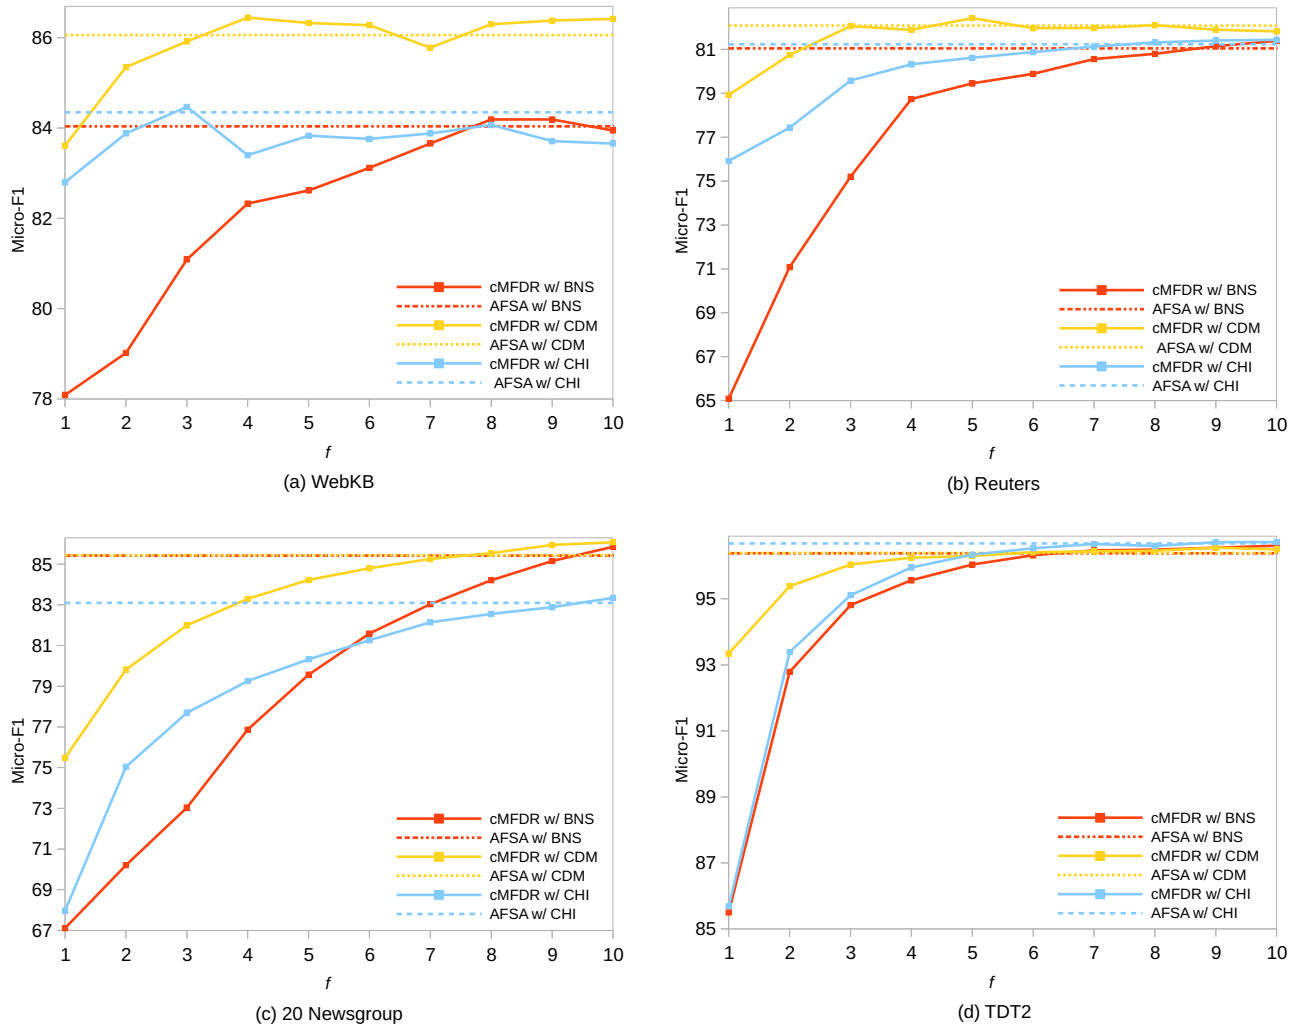 86
84
82
80
78
Micro-F1
cMFDR w/ BNS
AFSA w/ BNS
cMFDR w/ CDM
AFSA w/ CDM
cMFDR w/ CHI
AFSA w/ CHI
1 2 3 4 5 6 7 8 9 10
f
(a) WebKB
81
79
77
75
73
71
69
67
65
Micro-F1
cMFDR w/ BNS
AFSA w/ BNS
cMFDR w/ CDM
AFSA w/ CDM
cMFDR w/ CHI
AFSA w/ CHI
1 2 3 4 5 6 7 8 9 10
f
(b) Reuters
85
83
81
79
77
75
73
71
69
67
Micro-F1
cMFDR w/ BNS
AFSA w/ BNS
cMFDR w/ CDM
AFSA w/ CDM
cMFDR w/ CHI
AFSA w/ CHI
1 2 3 4 5 6 7 8 9 10
f
(c) 20 Newsgroup
95
93
91
89
87
85
Micro-F1
cMFDR w/ BNS
AFSA w/ BNS
cMFDR w/ CDM
AFSA w/ CDM
cMFDR w/ CHI
AFSA w/ CHI
1 2 3 4 5 6 7 8 9 10
f
(d) TDT2